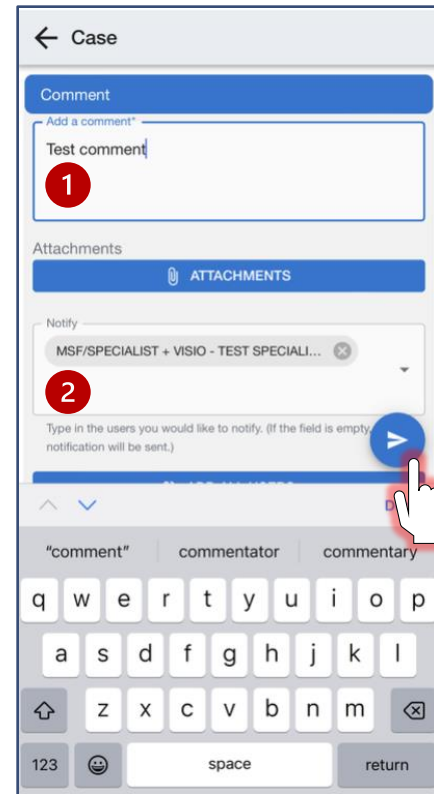 Case
Comment
Add a comment*
Test comment
1
Attachments
ATTACHMENTS
Notify
MSF/SPECIALIST + VISIO - TEST SPECIALI...
2
Type in the users you would like to notify. (If the field is empty,
notification will be sent.)
"comment" commentator commentary
q w e r t y u i o p
a s d f g h j k l
z x c v b n m
123 space return